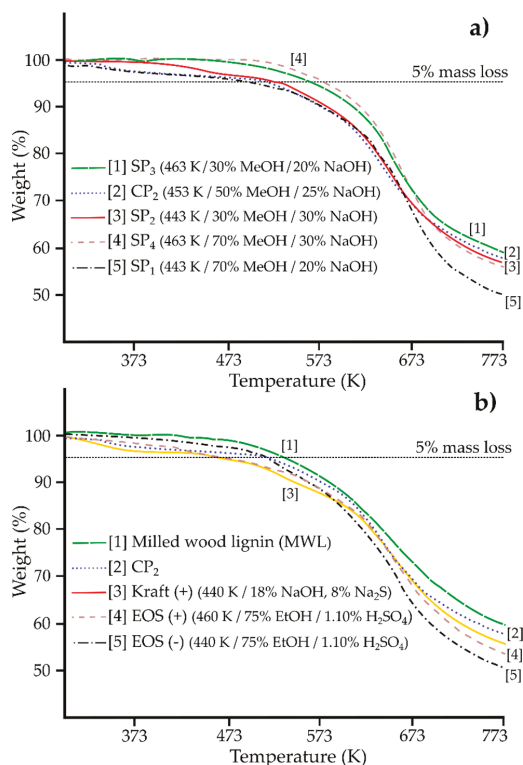 a)
100
[4]
5% mass loss
90
80
Weight (%)
[1] SP₃ (463 K/30% MeOH/20% NaOH)
[2] CP₂ (453 K/50% MeOH/25% NaOH)
70
[3] SP₂ (443 K/30% MeOH/30% NaOH)
[4] SP₄ (463 K/70% MeOH/30% NaOH)
[1]
60
[5] SP₁ (443 K/70% MeOH/20% NaOH)
[2]
[3]
50
[5]
373 473 573 673 773
Temperature (K)
b)
100
[1]
5% mass loss
90
[3]
80
Weight (%)
[1] Milled wood lignin (MWL)
[2] CP₂
70
[3] Kraft (+) (440 K/18% NaOH, 8% Na₂S)
[4] EOS (+) (460 K/75% EtOH/1.10% H₂SO₄)
60
[5] EOS (-) (440 K/75% EtOH/1.10% H₂SO₄)
[2]
[4]
50
[5]
373 473 573 673 773
Temperature (K)